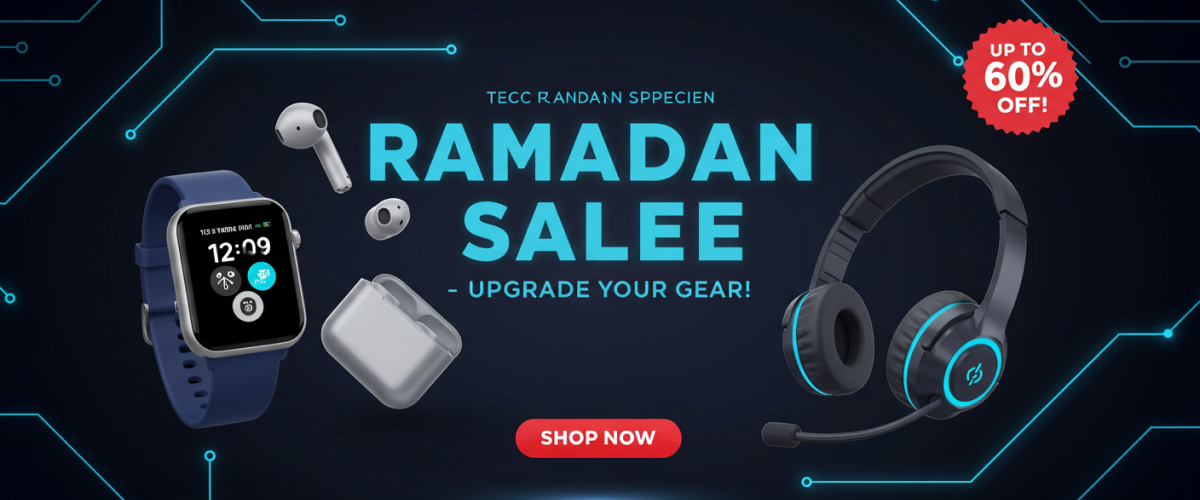 TECC RANDAIN SPPECIEN
RAMADAN
SALEE
- UPGRADE YOUR GEAR!
UP TO
60%
OFF!
12:09
SHOP NOW